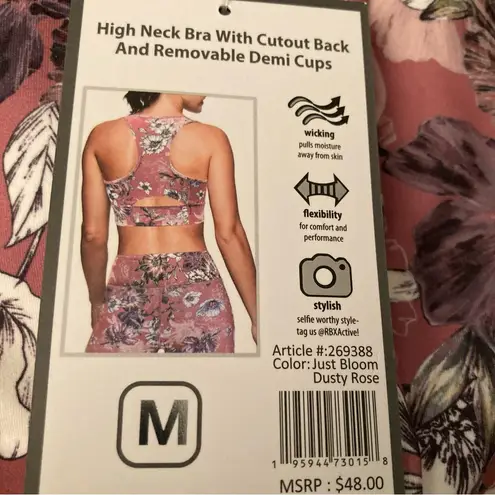 High Neck Bra With Cutout Back
And Removable Demi Cups
wicking
pulls moisture
away from skin
flexibility
for comfort and
performance
stylish
selfie worthy style-
tag us @RBXActive!
Article #:269388
Color: Just Bloom
Dusty Rose
M
1 95944 73015 8
MSRP : $48.00